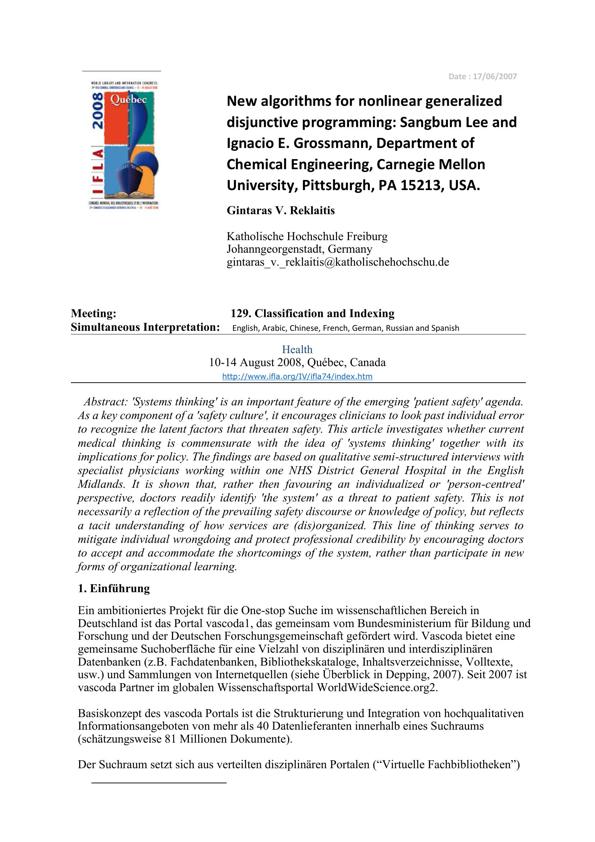 Date : 17/06/2007
WORLD LIBRARY AND INFORMATION CONGRESS:
Québec
IFLA 2008
New algorithms for nonlinear generalized
disjunctive programming: Sangbum Lee and
Ignacio E. Grossmann, Department of
Chemical Engineering, Carnegie Mellon
University, Pittsburgh, PA 15213, USA.
Gintaras V. Reklaitis
Katholische Hochschule Freiburg
Johanngeorgenstadt, Germany
gintaras_v._reklaitis@katholischehochschu.de
Meeting: 129. Classification and Indexing
Simultaneous Interpretation: English, Arabic, Chinese, French, German, Russian and Spanish
Health
10-14 August 2008, Québec, Canada
http://www.ifla.org/IV/ifla74/index.htm
Abstract: 'Systems thinking' is an important feature of the emerging 'patient safety' agenda.
As a key component of a 'safety culture', it encourages clinicians to look past individual error
to recognize the latent factors that threaten safety. This article investigates whether current
medical thinking is commensurate with the idea of 'systems thinking' together with its
implications for policy. The findings are based on qualitative semi-structured interviews with
specialist physicians working within one NHS District General Hospital in the English
Midlands. It is shown that, rather then favouring an individualized or 'person-centred'
perspective, doctors readily identify 'the system' as a threat to patient safety. This is not
necessarily a reflection of the prevailing safety discourse or knowledge of policy, but reflects
a tacit understanding of how services are (dis)organized. This line of thinking serves to
mitigate individual wrongdoing and protect professional credibility by encouraging doctors
to accept and accommodate the shortcomings of the system, rather than participate in new
forms of organizational learning.
1. Einführung
Ein ambitioniertes Projekt für die One-stop Suche im wissenschaftlichen Bereich in
Deutschland ist das Portal vascoda1, das gemeinsam vom Bundesministerium für Bildung und
Forschung und der Deutschen Forschungsgemeinschaft gefördert wird. Vascoda bietet eine
gemeinsame Suchoberfläche für eine Vielzahl von disziplinären und interdisziplinären
Datenbanken (z.B. Fachdatenbanken, Bibliothekskataloge, Inhaltsverzeichnisse, Volltexte,
usw.) und Sammlungen von Internetquellen (siehe Überblick in Depping, 2007). Seit 2007 ist
vascoda Partner im globalen Wissenschaftsportal WorldWideScience.org2.
Basiskonzept des vascoda Portals ist die Strukturierung und Integration von hochqualitativen
Informationsangeboten von mehr als 40 Datenlieferanten innerhalb eines Suchraums
(schätzungsweise 81 Millionen Dokumente).
Der Suchraum setzt sich aus verteilten disziplinären Portalen (“Virtuelle Fachbibliotheken”)